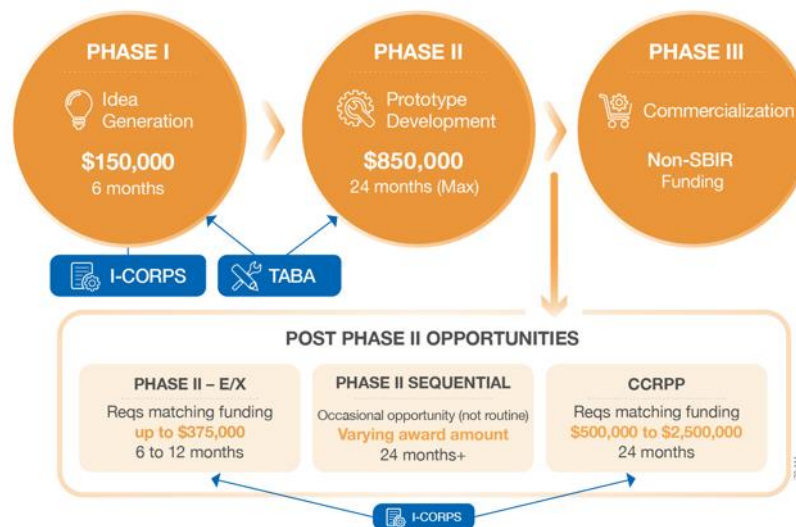 PHASE I
Idea
Generation
$150,000
6 months
PHASE II
Prototype
Development
$850,000
24 months (Max)
PHASE III
Commercialization
Non-SBIR
Funding
I-CORPS
TABA
POST PHASE II OPPORTUNITIES
PHASE II – E/X
Reqs matching funding
up to $375,000
6 to 12 months
PHASE II SEQUENTIAL
Occasional opportunity (not routine)
Varying award amount
24 months+
CCRPP
Reqs matching funding
$500,000 to $2,500,000
24 months
I-CORPS